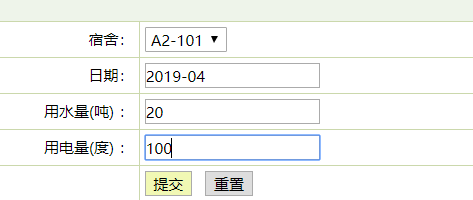 宿舍： A2-101
日期： 2019-04
用水量(吨) ： 20
用电量(度) ： 100
提交 重置